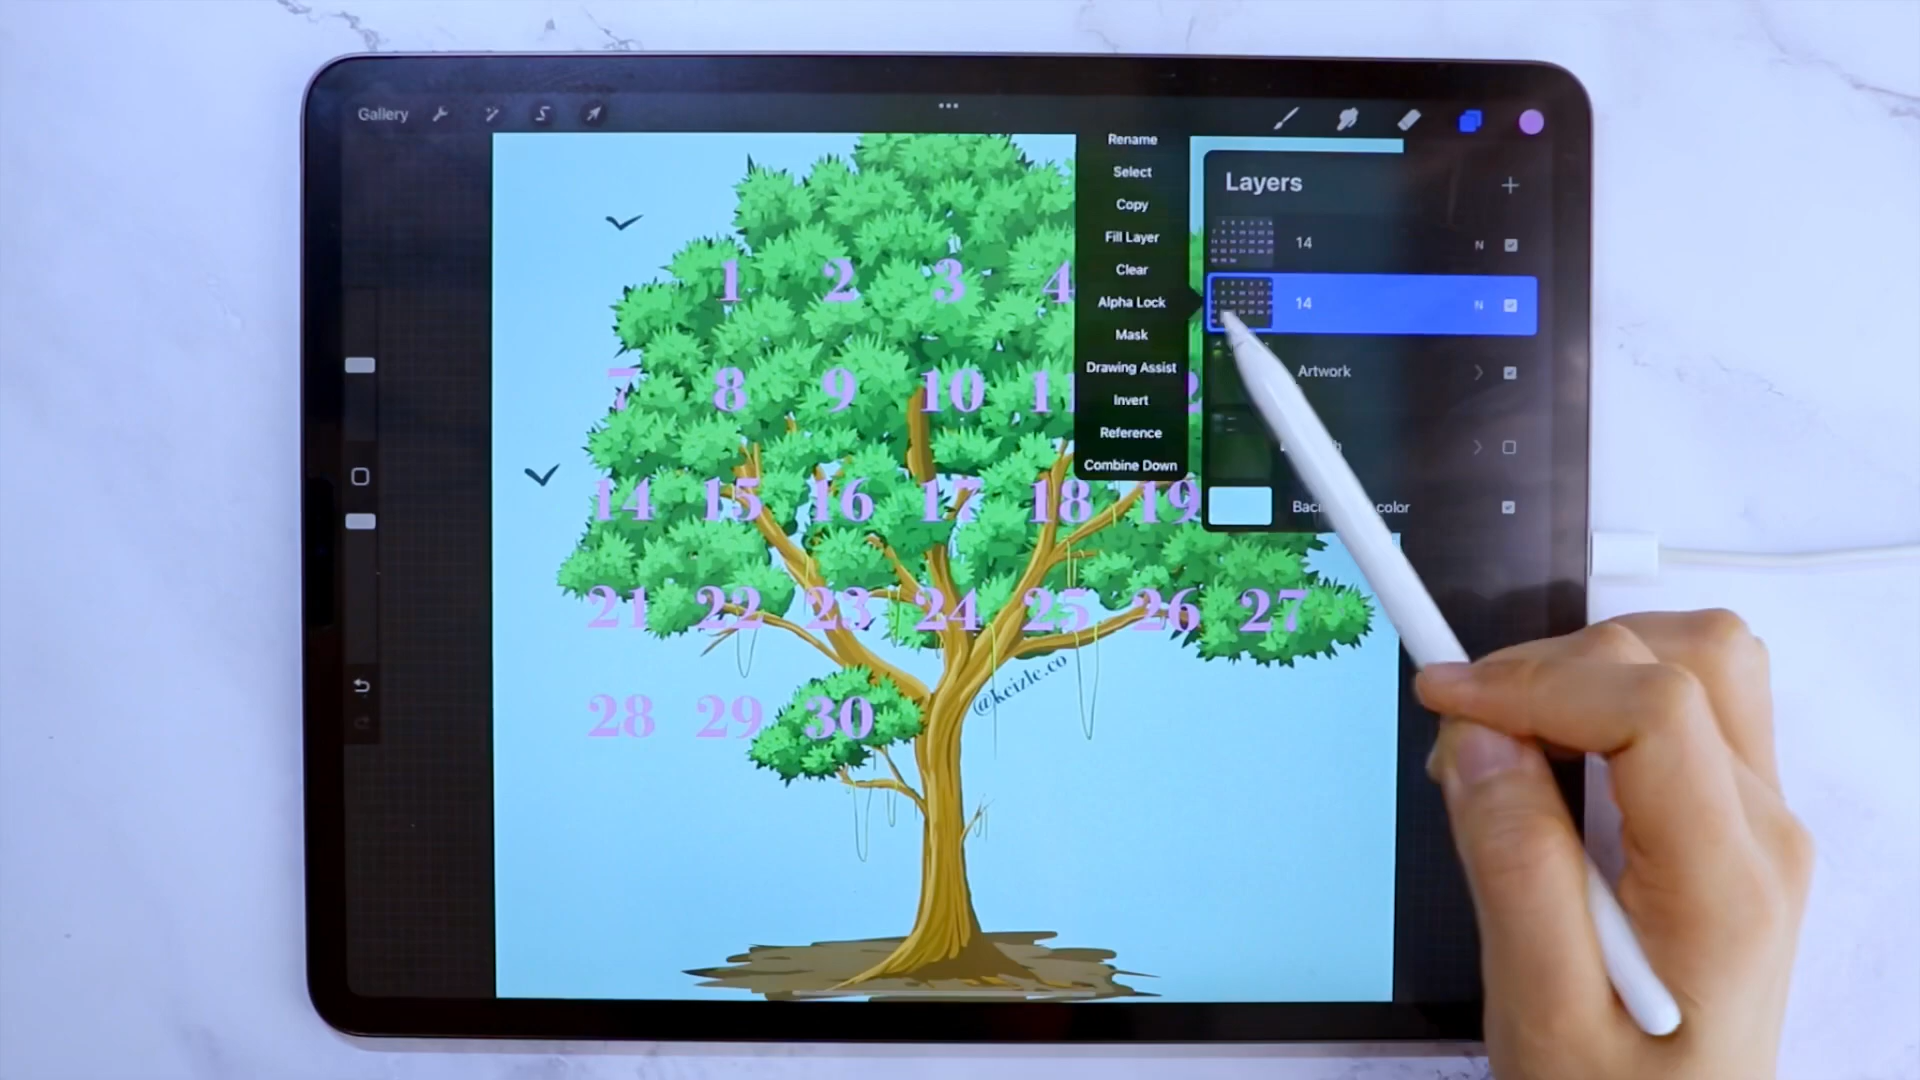 Gallery
Rename
Select
Copy
Fill Layer
Clear
Alpha Lock
Mask
Drawing Assist
Invert
Reference
Combine Down
Layers
14 N
14 N
Artwork
color
1 2 3 4
7 8 9 10
14 15 16 17 18 19
21 22 23 24 25 26 27
28 29 30
@keizle.co